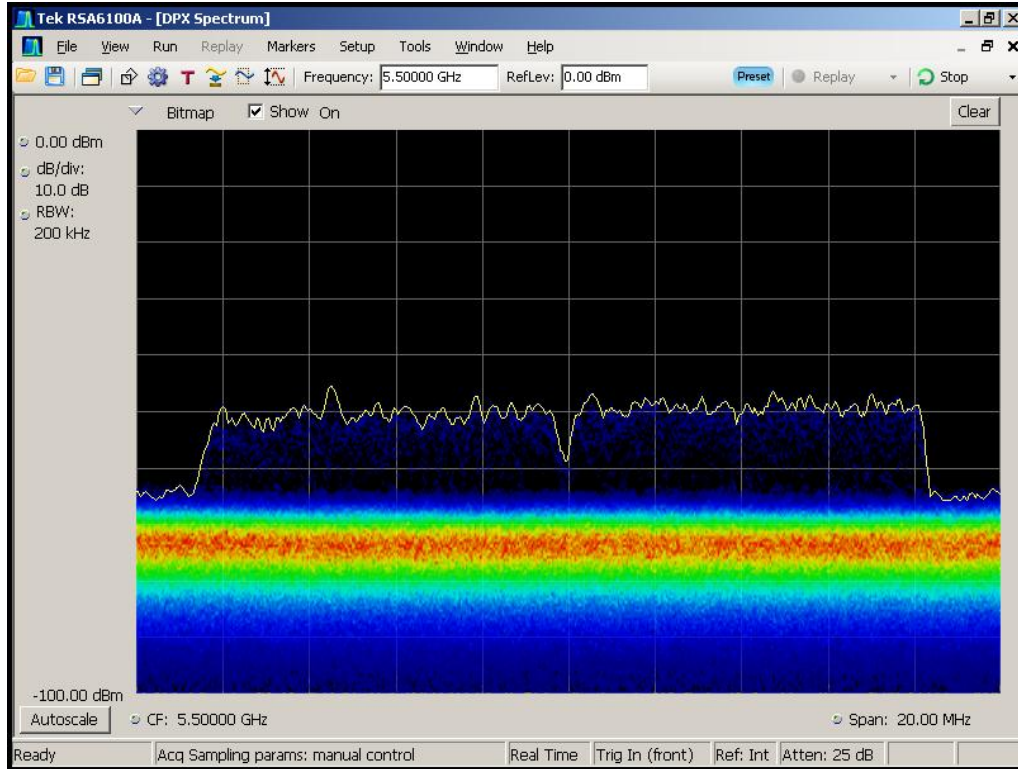 Tek RSA6100A - [DPX Spectrum]
File View Run Replay Markers Setup Tools Window Help
T Frequency: 5.50000 GHz RefLev: 0.00 dBm Preset Replay Stop
Bitmap Show On Clear
0.00 dBm
dB/div:
10.0 dB
RBW:
200 kHz
-100.00 dBm
Autoscale CF: 5.50000 GHz Span: 20.00 MHz
Ready Acq Sampling params: manual control Real Time Trig In (front) Ref: Int Atten: 25 dB